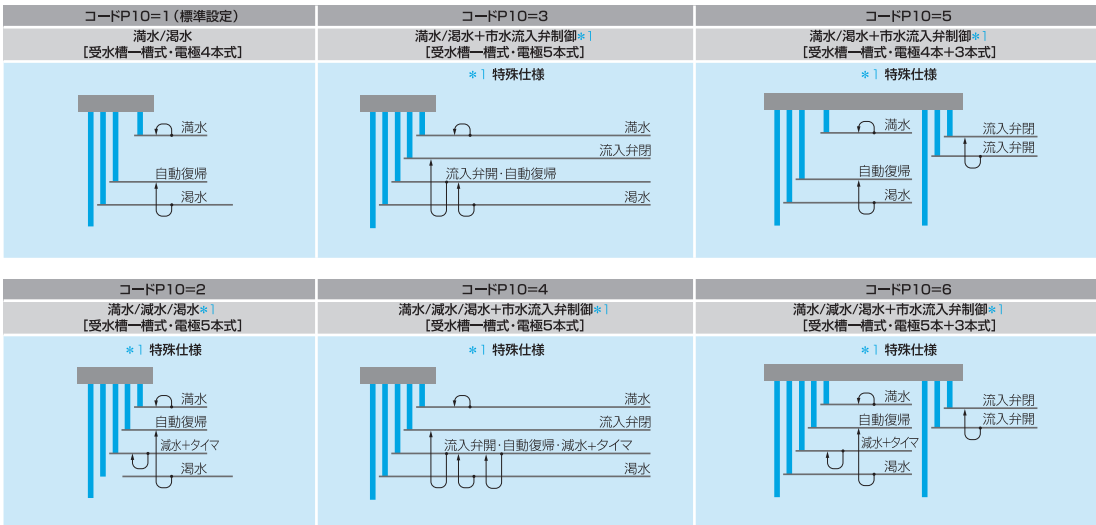 コードP10=1(標準設定)
満水/渇水
[受水槽一槽式・電極4本式]
満水
自動復帰
渇水
コードP10=3
満水/渇水+市水流入弁制御*1
[受水槽一槽式・電極5本式]
*1 特殊仕様
満水
流入弁閉
流入弁開・自動復帰
渇水
コードP10=5
満水/渇水+市水流入弁制御*1
[受水槽一槽式・電極4本+3本式]
*1 特殊仕様
満水
自動復帰
渇水
流入弁閉
流入弁開
コードP10=2
満水/減水/渇水*1
[受水槽一槽式・電極5本式]
*1 特殊仕様
満水
自動復帰
減水+タイマ
渇水
コードP10=4
満水/減水/渇水+市水流入弁制御*1
[受水槽一槽式・電極5本式]
*1 特殊仕様
満水
流入弁閉
流入弁開・自動復帰・減水+タイマ
渇水
コードP10=6
満水/減水/渇水+市水流入弁制御*1
[受水槽一槽式・電極5本+3本式]
*1 特殊仕様
満水
自動復帰
減水+タイマ
渇水
流入弁閉
流入弁開